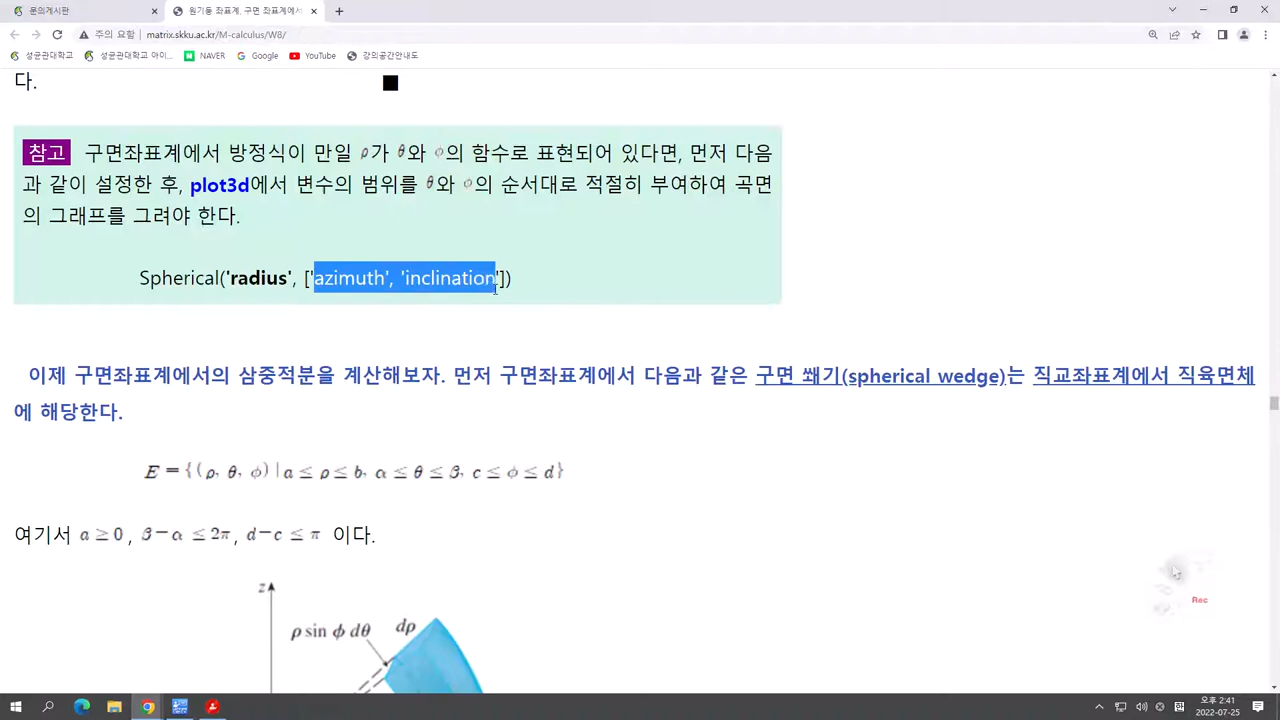 문의게시판
원기둥 좌표계, 구면 좌표계에서
주의 요함 | matrix.skku.ac.kr/M-calculus/W8/
성균관대학교 성균관대학교 아이... NAVER Google YouTube 강의공간안내도
다.
참고 구면좌표계에서 방정식이 만일 ρ가 θ와 ϕ의 함수로 표현되어 있다면, 먼저 다음
과 같이 설정한 후, plot3d에서 변수의 범위를 θ와 ϕ의 순서대로 적절히 부여하여 곡면
의 그래프를 그려야 한다.
Spherical('radius', ['azimuth', 'inclination'])
이제 구면좌표계에서의 삼중적분을 계산해보자. 먼저 구면좌표계에서 다음과 같은 구면 쐐기(spherical wedge)는 직교좌표계에서 직육면체
에 해당한다.
E = {(ρ, θ, ϕ) | a ≤ ρ ≤ b, α ≤ θ ≤ β, c ≤ ϕ ≤ d}
여기서 a ≥ 0, β − α ≤ 2π, d − c ≤ π 이다.
z
ρ sin ϕ dθ
dρ
Rec
오후 2:41
2022-07-25